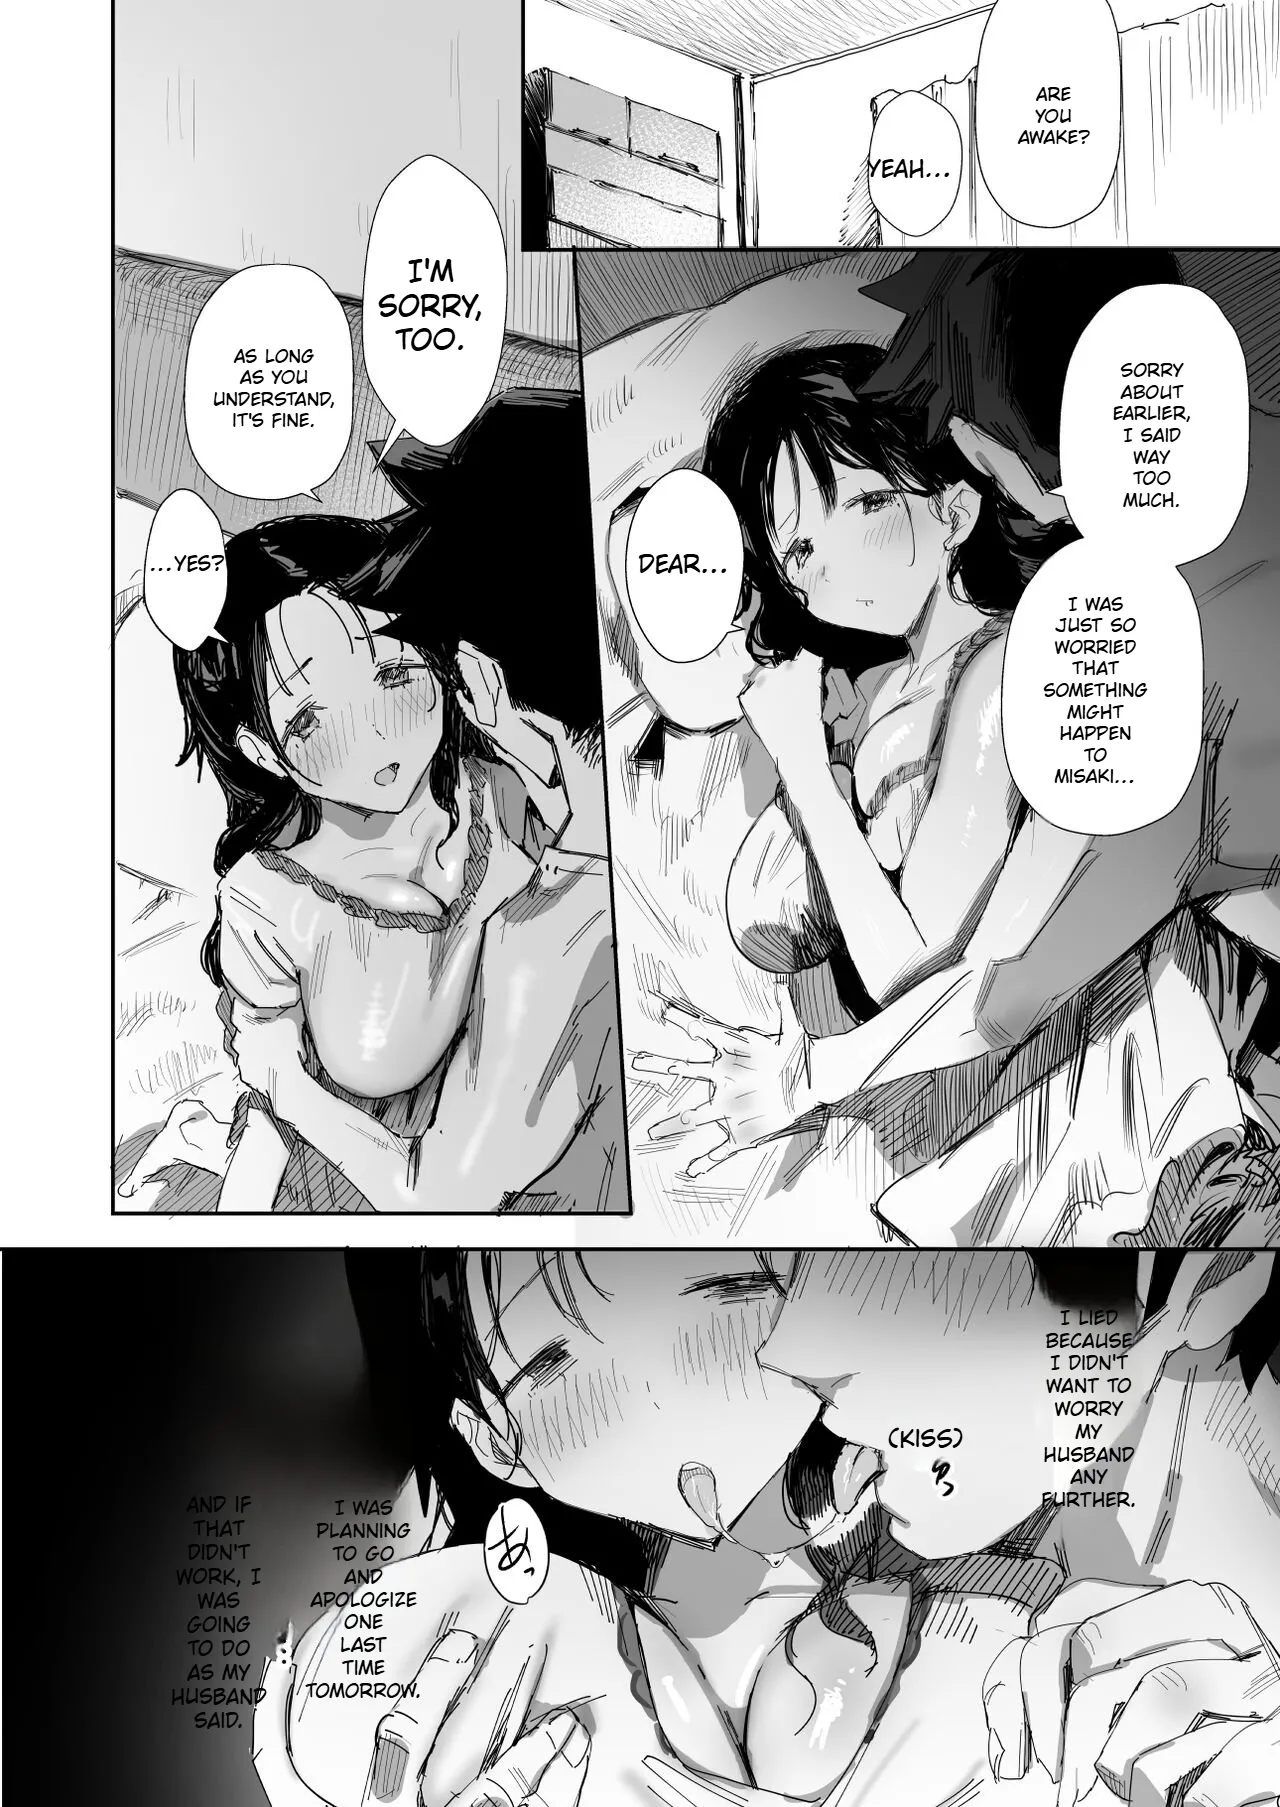 ARE
YOU
AWAKE?
YEAH...
SORRY
ABOUT
EARLIER,
I SAID
WAY
TOO
MUCH.
I WAS
JUST SO
WORRIED
THAT
SOMETHING
MIGHT
HAPPEN
TO
MISAKI...
DEAR...
I'M
SORRY,
TOO.
AS LONG
AS YOU
UNDERSTAND,
IT'S FINE.
...YES?
I LIED
BECAUSE
I DIDN'T
WANT TO
WORRY
MY
HUSBAND
ANY
FURTHER.
(KISS)
あっ
I WAS
PLANNING
TO GO
AND
APOLOGIZE
ONE
LAST
TIME
TOMORROW.
AND IF
THAT
DIDN'T
WORK, I
WAS
GOING
TO DO
AS MY
HUSBAND
SAID.